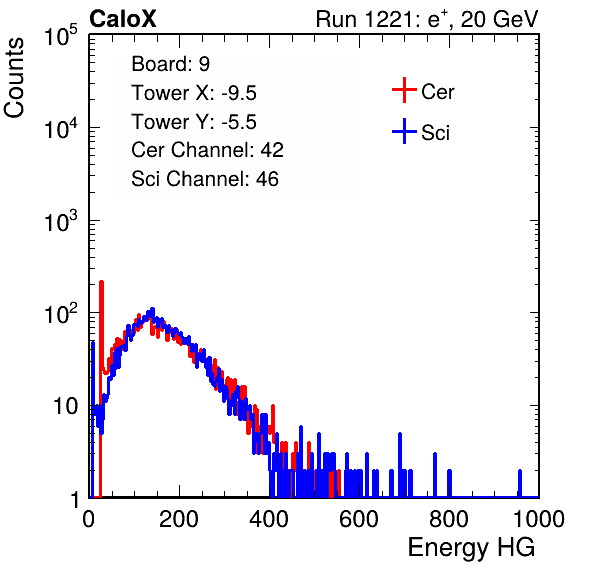 CaloX Run 1221: e⁺, 20 GeV
Counts
Board: 9
Tower X: -9.5
Tower Y: -5.5
Cer Channel: 42
Sci Channel: 46
Cer
Sci
10⁵
10⁴
10³
10²
10
1
0 200 400 600 800 1000
Energy HG